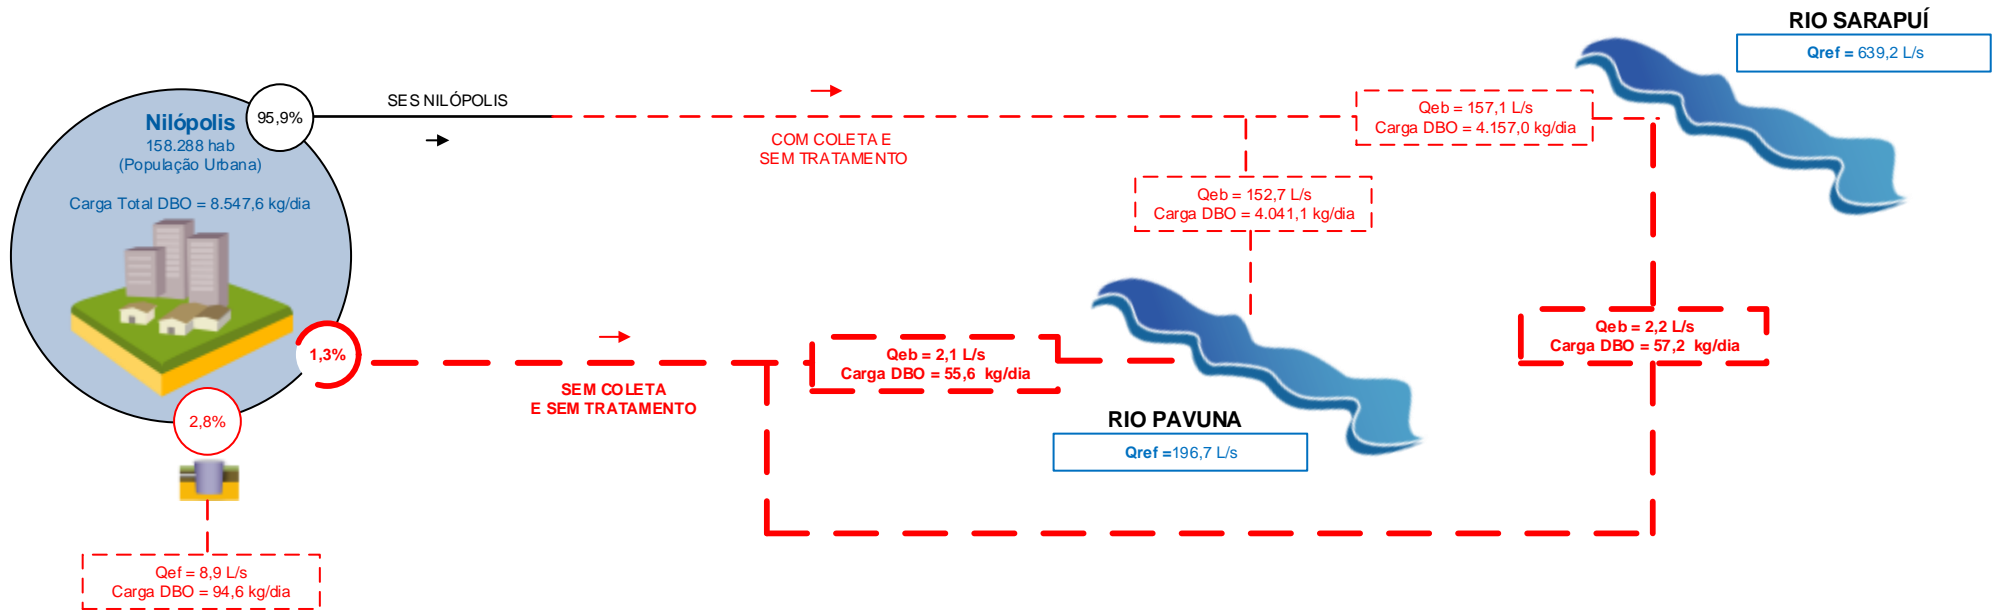 RIO SARAPUÍ
Qref = 639,2 L/s
95,9%
SES NILÓPOLIS
COM COLETA E
SEM TRATAMENTO
Qeb = 157,1 L/s
Carga DBO = 4.157,0 kg/dia
Nilópolis
158.288 hab
(População Urbana)
Carga Total DBO = 8.547,6 kg/dia
Qeb = 152,7 L/s
Carga DBO = 4.041,1 kg/dia
1,3%
SEM COLETA
E SEM TRATAMENTO
Qeb = 2,1 L/s
Carga DBO = 55,6 kg/dia
Qeb = 2,2 L/s
Carga DBO = 57,2 kg/dia
RIO PAVUNA
Qref =196,7 L/s
2,8%
Qef = 8,9 L/s
Carga DBO = 94,6 kg/dia